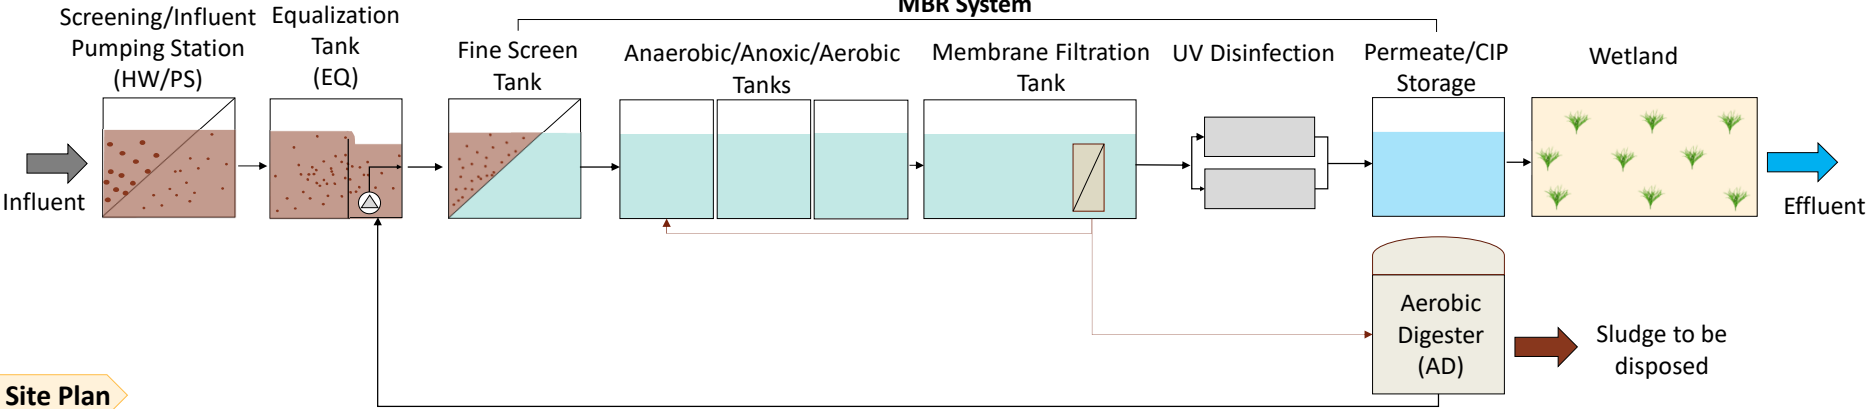 MBR System
Screening/Influent
Pumping Station
(HW/PS)
Equalization
Tank
(EQ)
Fine Screen
Tank
Anaerobic/Anoxic/Aerobic
Tanks
Membrane Filtration
Tank
UV Disinfection
Permeate/CIP
Storage
Wetland
Influent
Effluent
Aerobic
Digester
(AD)
Sludge to be
disposed
Site Plan